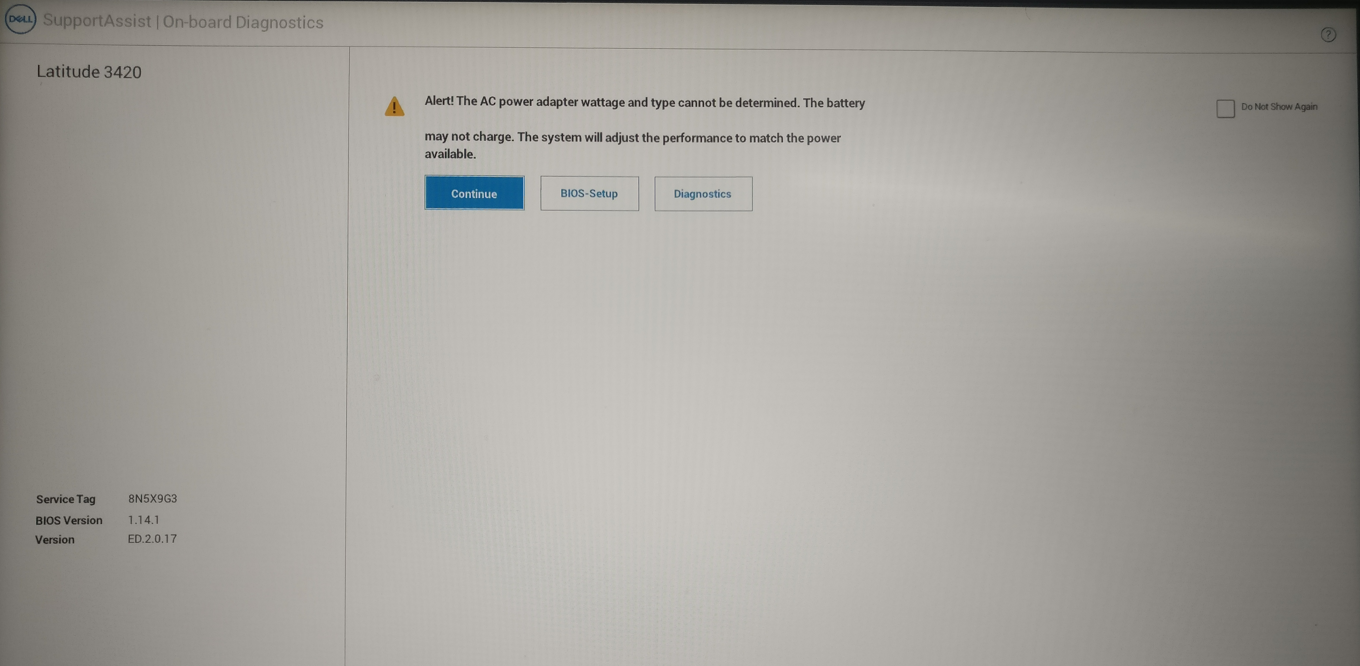 DELL SupportAssist | On-board Diagnostics
?
Latitude 3420
Alert! The AC power adapter wattage and type cannot be determined. The battery
may not charge. The system will adjust the performance to match the power
available.
Do Not Show Again
Continue BIOS-Setup Diagnostics
Service Tag 8N5X9G3
BIOS Version 1.14.1
Version ED.2.0.17